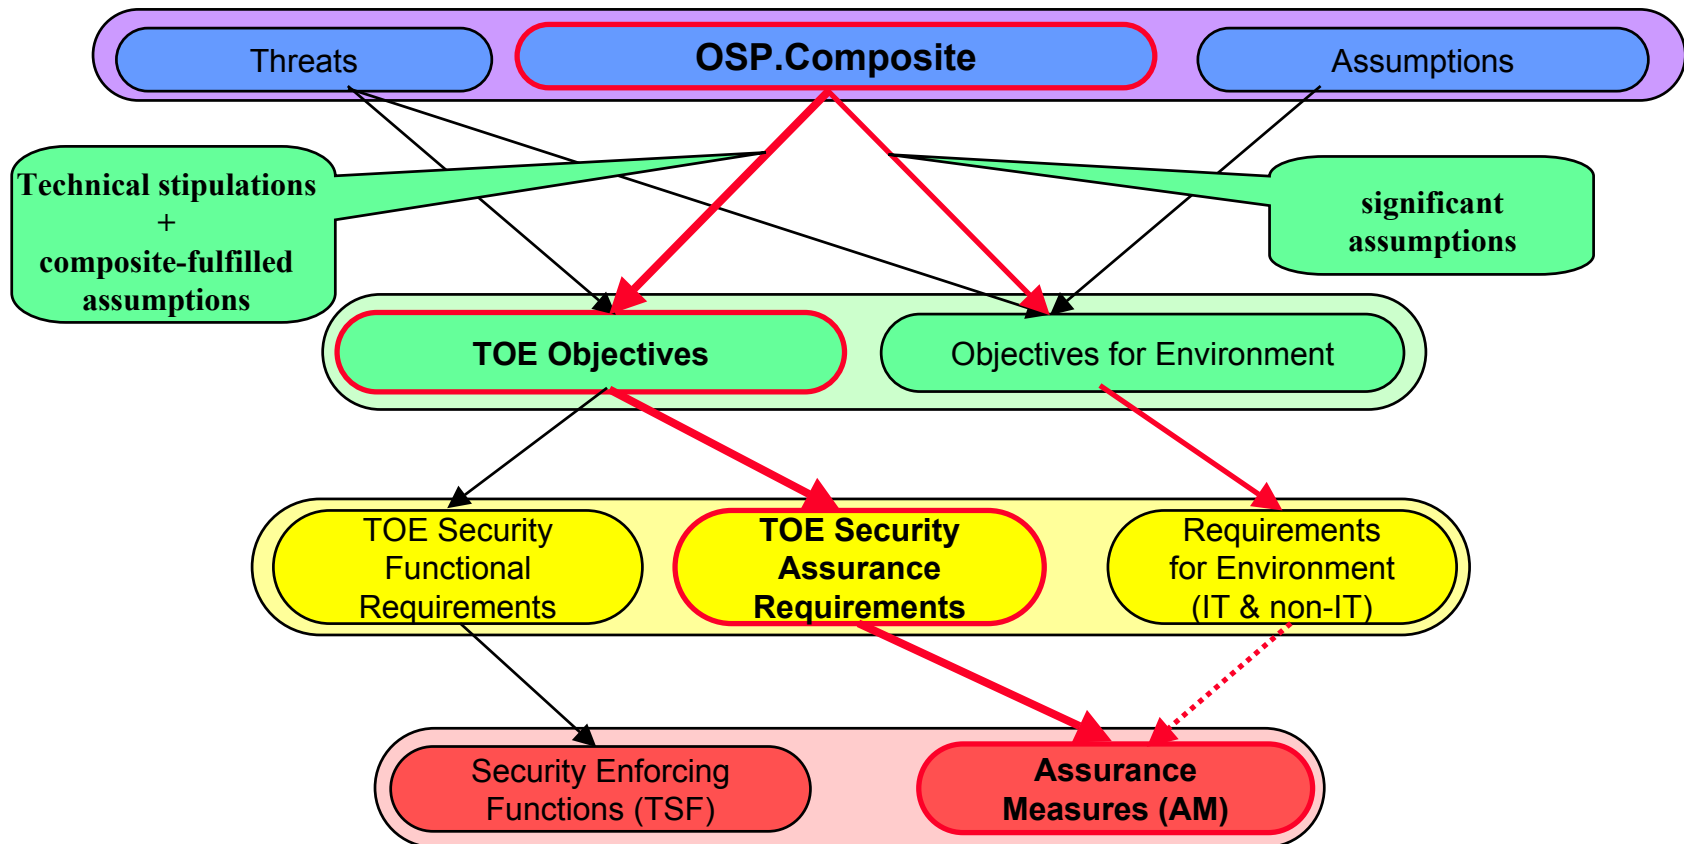 Threats
OSP.Composite
Assumptions
Technical stipulations
+
composite-fulfilled
assumptions
significant
assumptions
TOE Objectives
Objectives for Environment
TOE Security
Functional
Requirements
TOE Security
Assurance
Requirements
Requirements
for Environment
(IT & non-IT)
Security Enforcing
Functions (TSF)
Assurance
Measures (AM)